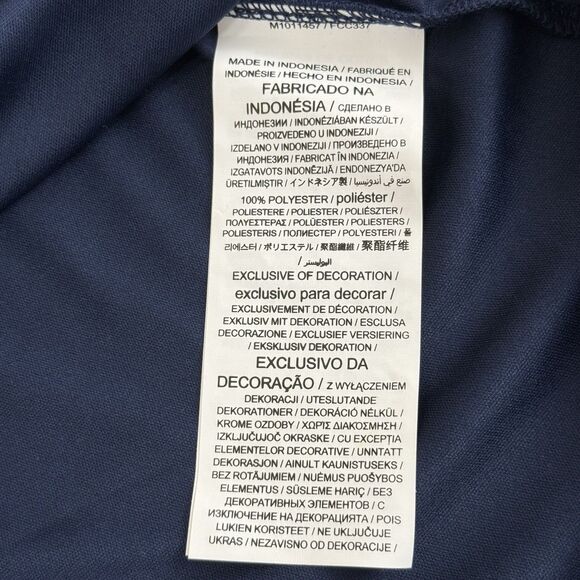 M1011457 / FCC337
MADE IN INDONESIA / FABRIQUÉ EN
INDONÉSIE / HECHO EN INDONESIA /
FABRICADO NA
INDONÉSIA / СДЕЛАНО В
ИНДОНЕЗИИ / INDONÉZIÁBAN KÉSZÜLT /
PROIZVEDENO U INDONEZIJI /
IZDELANO V INDONEZIJI / ПРОИЗВЕДЕНО В
ИНДОНЕЗИЯ / FABRICAT ÎN INDONEZIA /
IZGATAVOTS INDONĒZIJĀ / ENDONEZYA'DA
ÜRETILMIŞTIR / インドネシア製 / صنع في أندونيسيا
100% POLYESTER / poliéster /
POLIESTERE / POLIESTER / POLIÉSZTER /
ΠΟΛΥΕΣΤΕΡΑΣ / POLÜESTER / POLIESTERS /
POLIESTERIS / ПОЛИЕСТЕР / POLYESTERI / 폴
리에스터 / ポリエステル / 聚酯纖維 / 聚酯纤维
/ البوليستر
EXCLUSIVE OF DECORATION /
exclusivo para decorar /
EXCLUSIVEMENT DE DÉCORATION /
EXKLUSIV MIT DEKORATION / ESCLUSA
DECORAZIONE / EXCLUSIEF VERSIERING
/ EKSKLUSIV DEKORATION /
EXCLUSIVO DA
DECORAÇÃO / Z WYŁĄCZENIEM
DEKORACJI / UTESLUTANDE
DEKORATIONER / DEKORÁCIÓ NÉLKÜL /
KROME OZDOBY / ΧΩΡΙΣ ΔΙΑΚΟΣΜΗΣΗ /
IZKLJUČUJOČ OKRASKE / CU EXCEPȚIA
ELEMENTELOR DECORATIVE / UNNTATT
DEKORASJON / AINULT KAUNISTUSEKS /
BEZ ROTĀJUMIEM / NUĖMUS PUOŠYBOS
ELEMENTUS / SÜSLEME HARIÇ / БЕЗ
ДЕКОРАТИВНЫХ ЭЛЕМЕНТОВ / С
ИЗКЛЮЧЕНИЕ НА ДЕКОРАЦИЯТА / POIS
LUKIEN KORISTEET / NE UKLJUČUJE
UKRAS / NEZAVISNO OD DEKORACIJE /